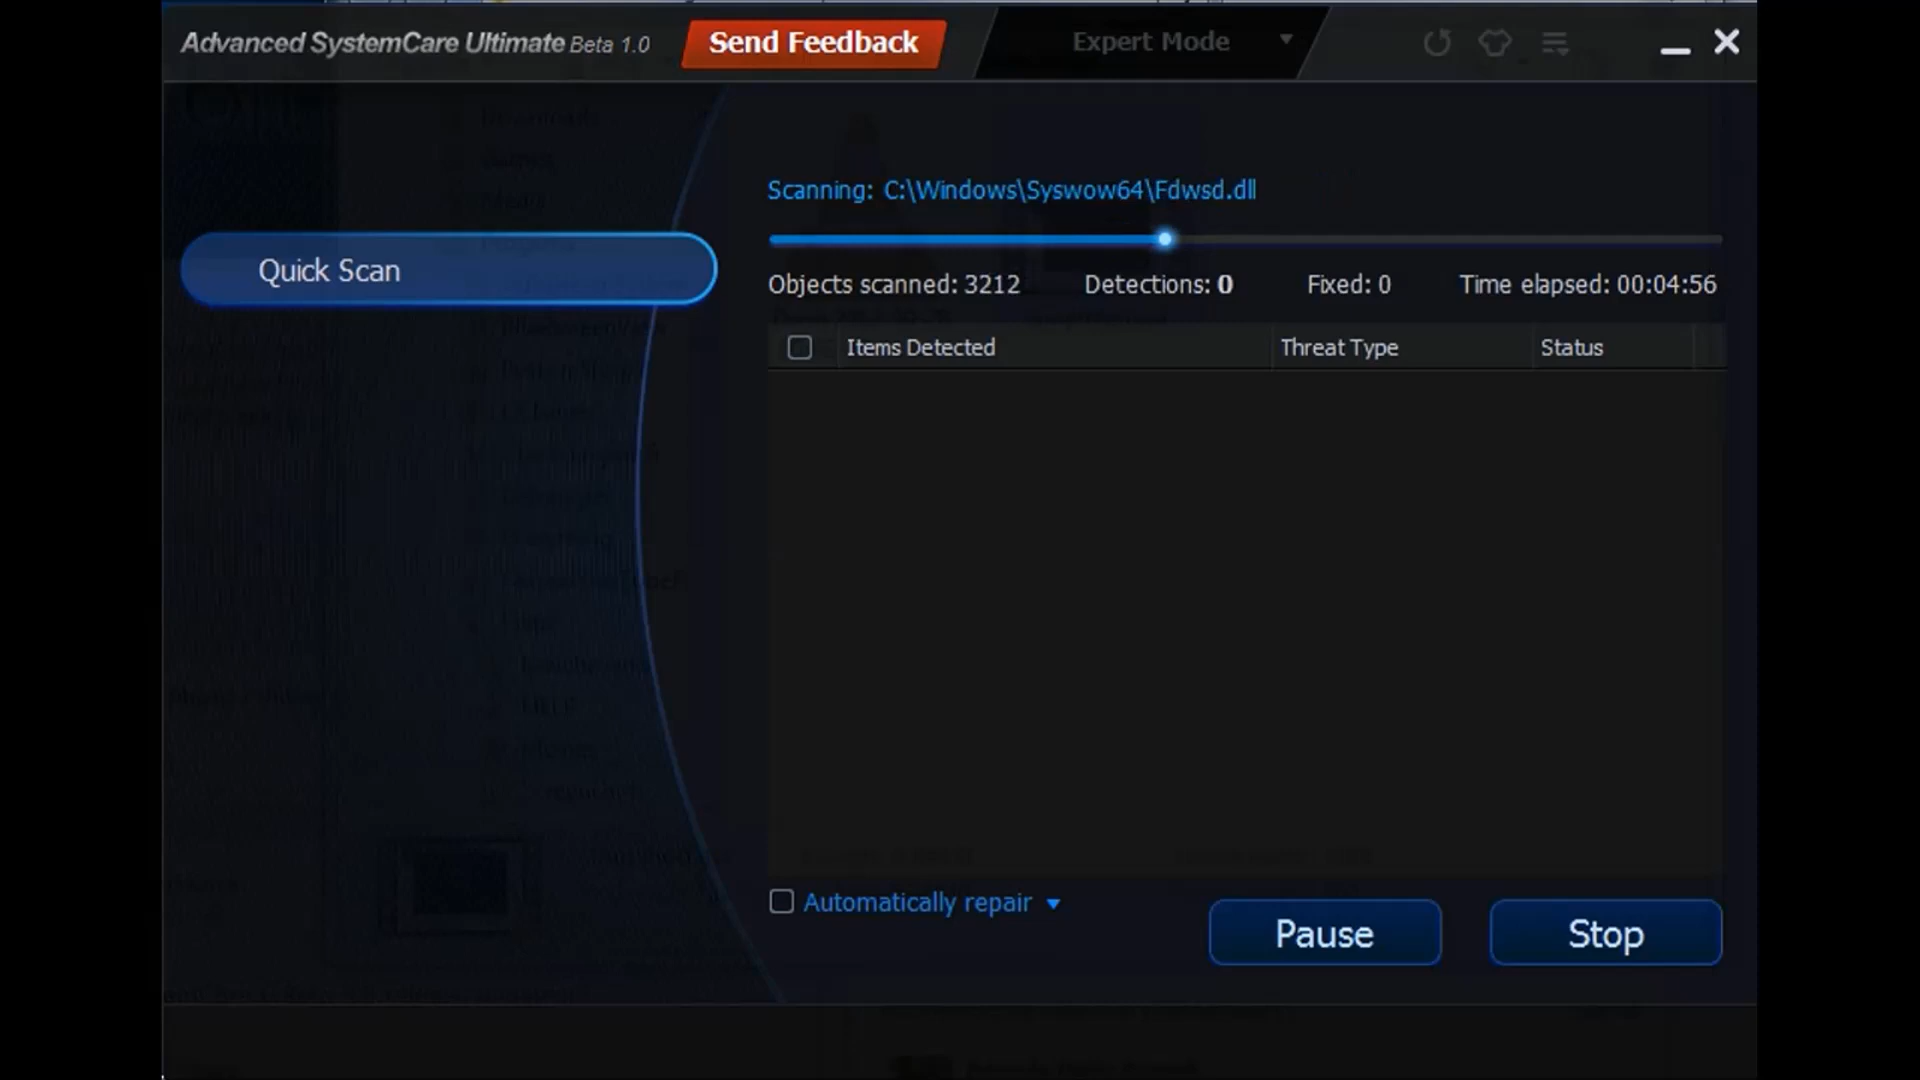 Advanced SystemCare Ultimate Beta 1.0
Send Feedback
Expert Mode
Scanning: C:\Windows\Syswow64\Fdwsd.dll
Quick Scan
Objects scanned: 3212 Detections: 0 Fixed: 0 Time elapsed: 00:04:56
Items Detected Threat Type Status
Automatically repair
Pause
Stop